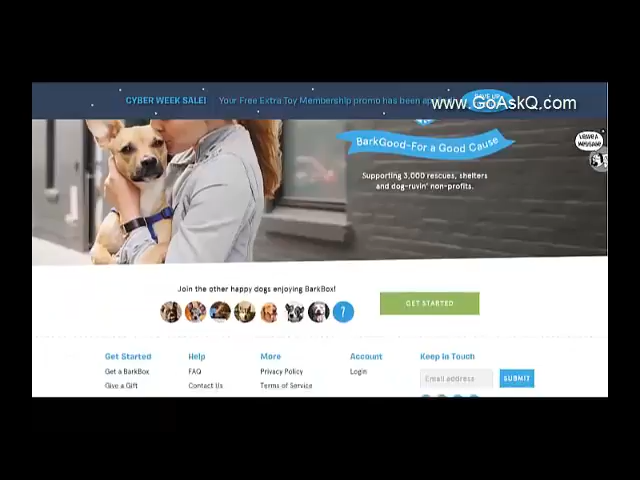 CYBER WEEK SALE!
Your Free Extra Toy Membership promo has been
www.GoAskQ.com
LEAVE A
MESSAGE
BarkGood-For a Good Cause
Supporting 3,000 rescues, shelters
and dog-ruvin' non-profits.
Join the other happy dogs enjoying BarkBox!
?
GET STARTED
Get Started
Help
More
Account
Keep in Touch
Get a BarkBox
FAQ
Privacy Policy
Login
Email address
SUBMIT
Give a Gift
Contact Us
Terms of Service